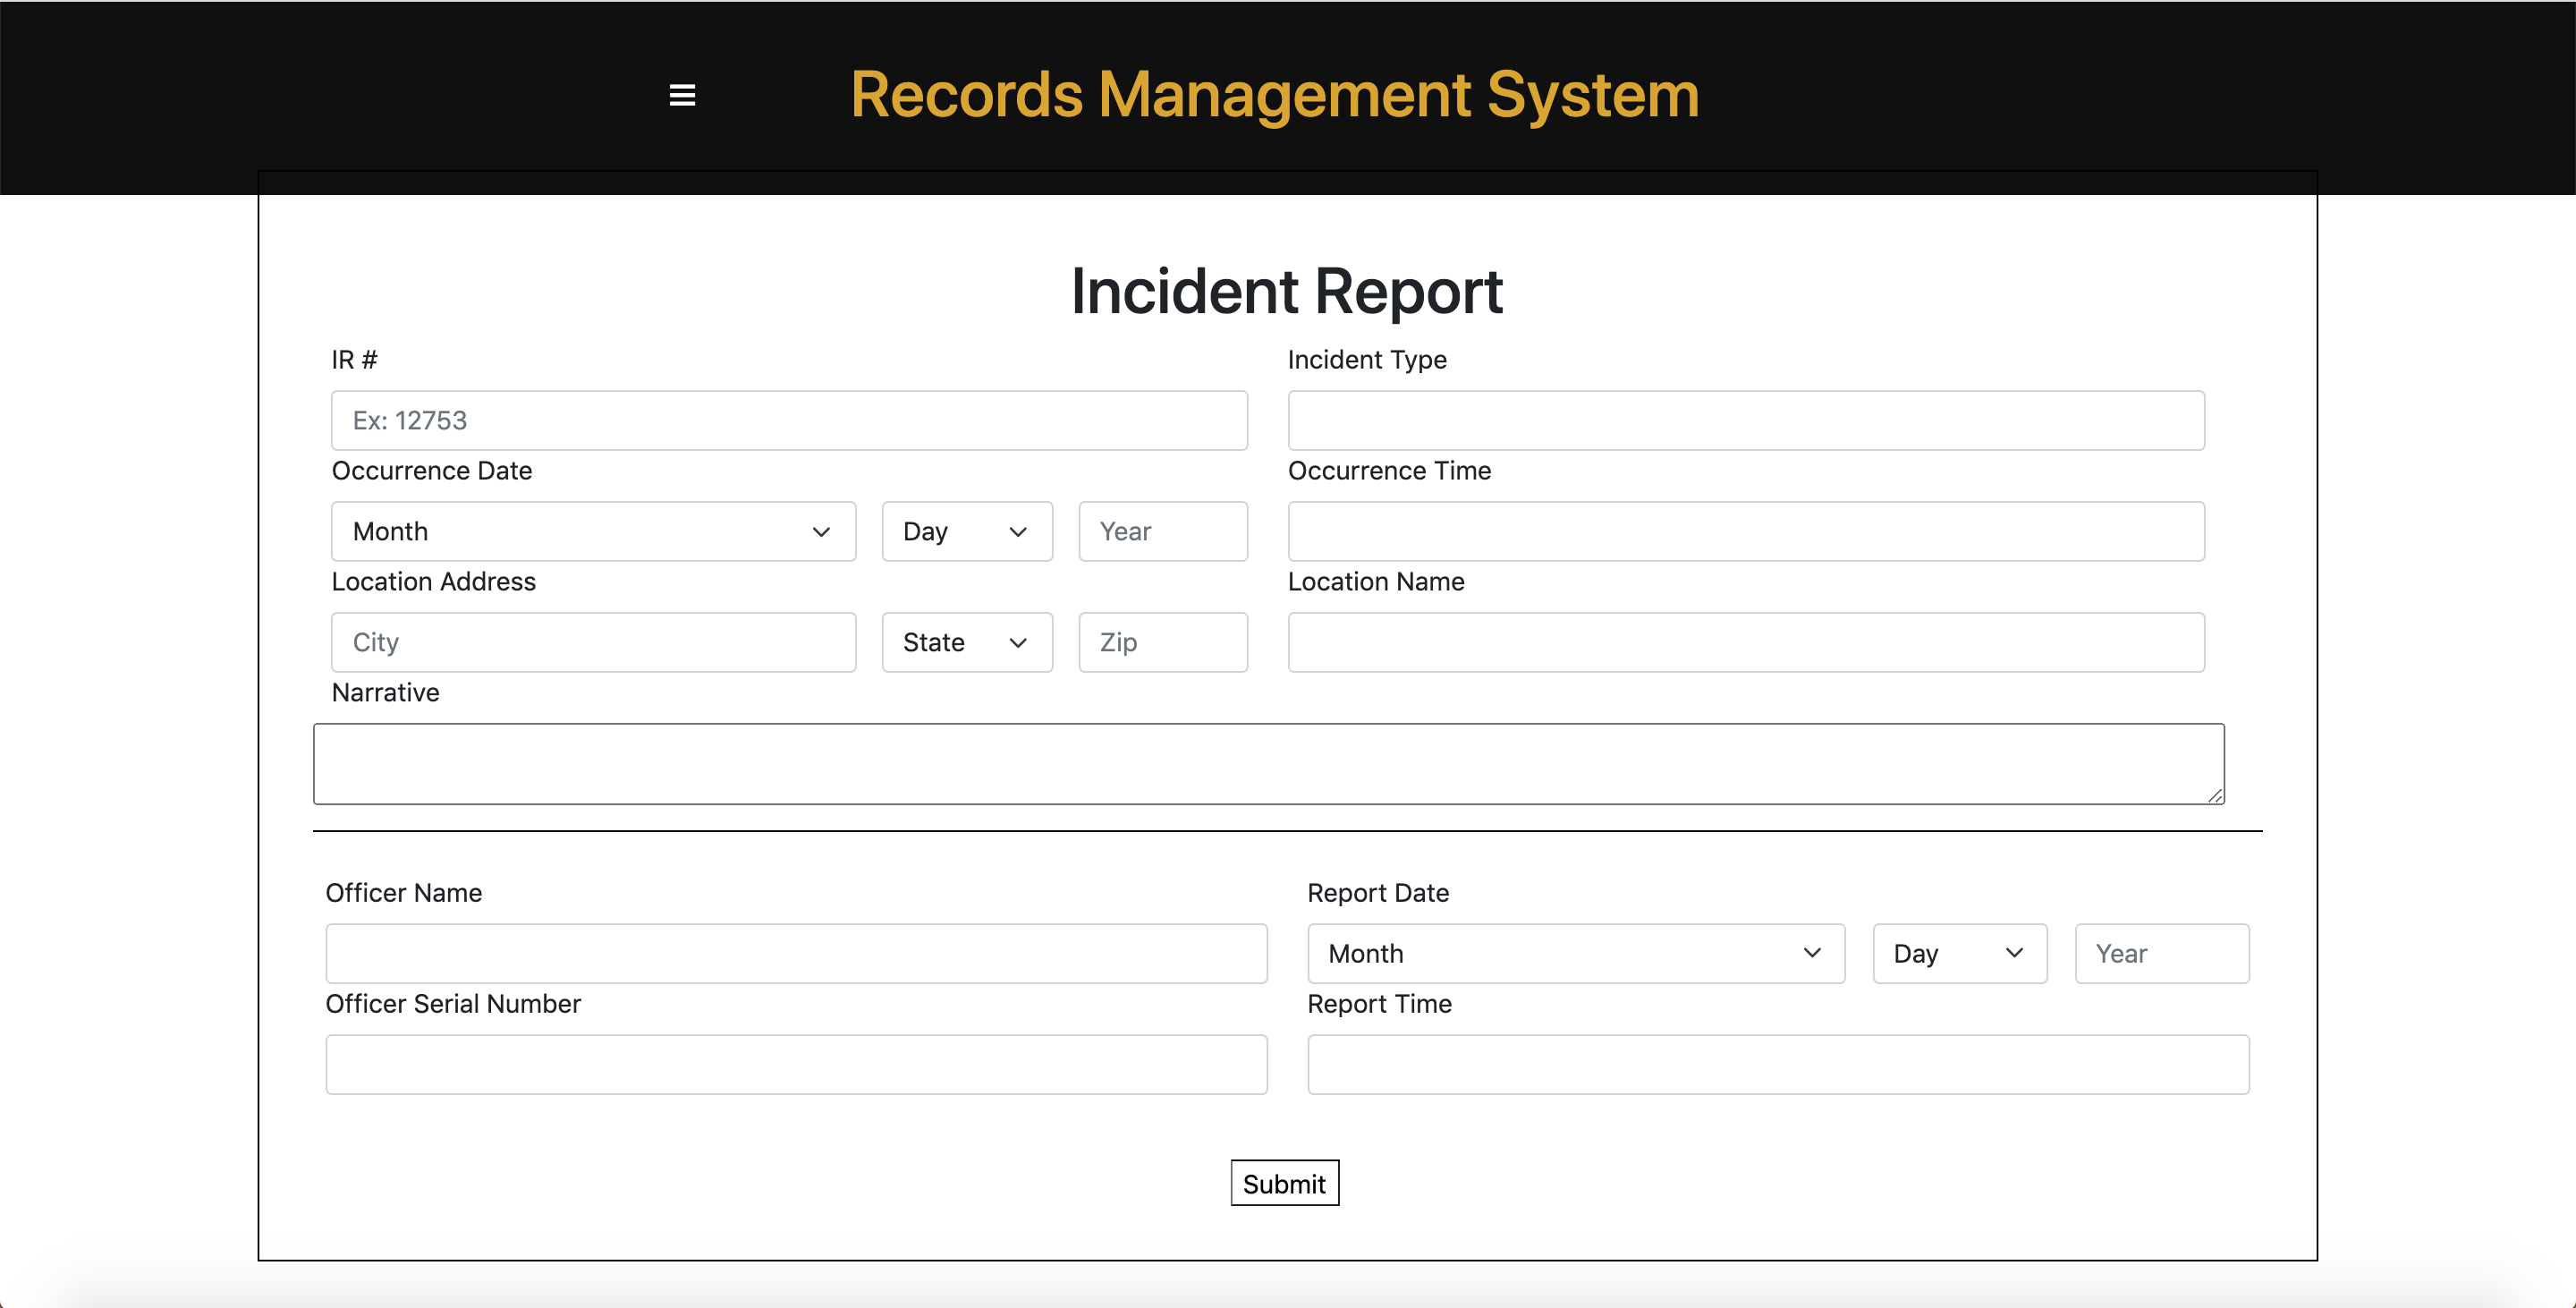 Records Management System
Incident Report
IR # Incident Type
Ex: 12753
Occurrence Date Occurrence Time
Month Day Year
Location Address Location Name
City State Zip
Narrative
Officer Name Report Date
Month Day Year
Officer Serial Number Report Time
Submit